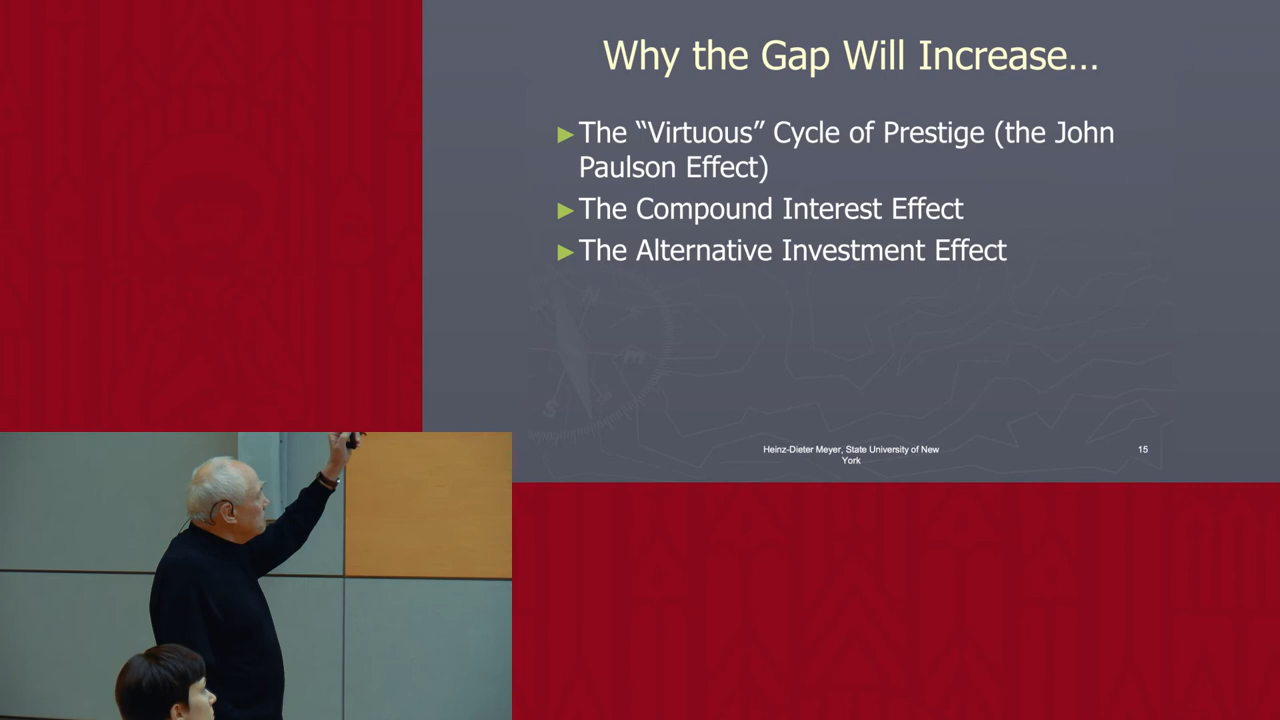 Why the Gap Will Increase…
►The “Virtuous” Cycle of Prestige (the John
Paulson Effect)
►The Compound Interest Effect
►The Alternative Investment Effect
Heinz-Dieter Meyer, State University of New
York
15